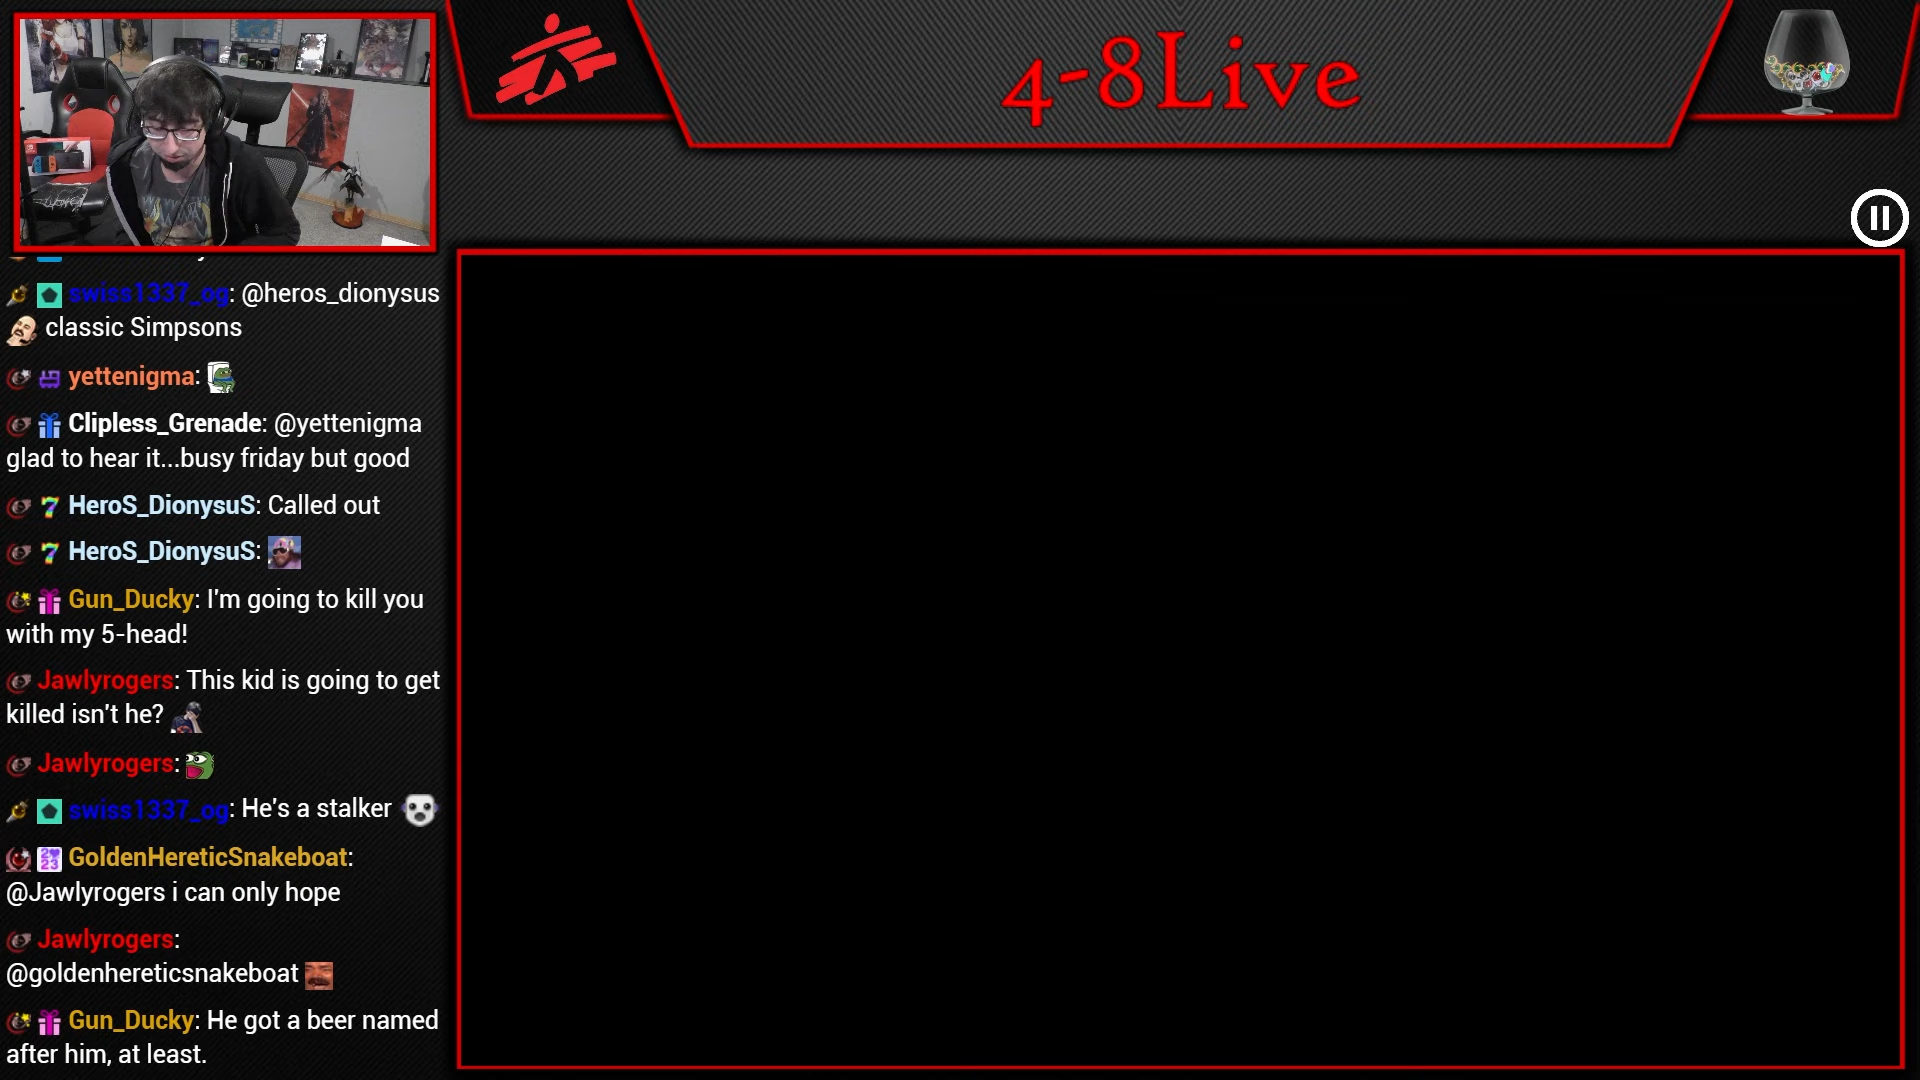 4-8Live
swiss1337_og: @heros_dionysus
classic Simpsons
yettenigma:
Clipless_Grenade: @yettenigma
glad to hear it...busy friday but good
7 HeroS_DionysuS: Called out
7 HeroS_DionysuS:
Gun_Ducky: I'm going to kill you
with my 5-head!
Jawlyrogers: This kid is going to get
killed isn't he?
Jawlyrogers:
swiss1337_og: He's a stalker
GoldenHereticSnakeboat:
@Jawlyrogers i can only hope
Jawlyrogers:
@goldenhereticsnakeboat
Gun_Ducky: He got a beer named
after him, at least.